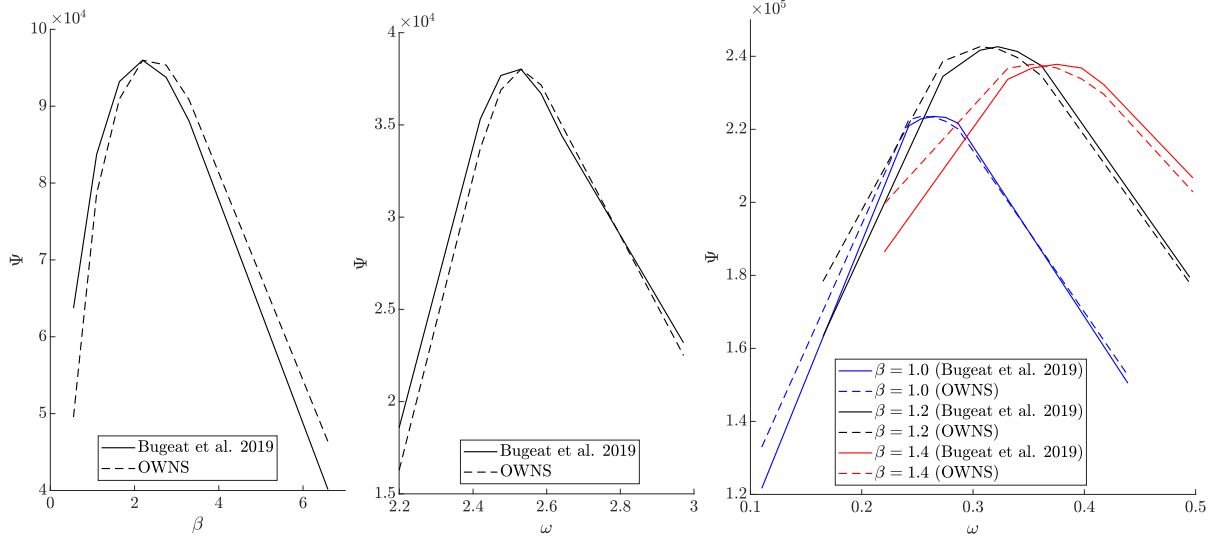 ×10⁴
10
9
8
7
6
5
4
Ψ
0
2
4
6
β
Bugeat et al. 2019
OWNS
×10⁴
4
3.5
3
2.5
2
1.5
Ψ
2.2
2.4
2.6
2.8
3
ω
Bugeat et al. 2019
OWNS
×10⁵
2.4
2.2
2
1.8
1.6
1.4
1.2
Ψ
0.1
0.2
0.3
0.4
0.5
ω
β = 1.0 (Bugeat et al. 2019)
β = 1.0 (OWNS)
β = 1.2 (Bugeat et al. 2019)
β = 1.2 (OWNS)
β = 1.4 (Bugeat et al. 2019)
β = 1.4 (OWNS)